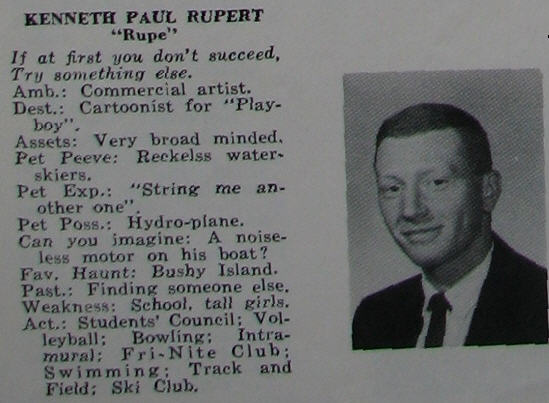 KENNETH PAUL RUPERT
"Rupe"
If at first you don't succeed,
Try something else.
Amb.: Commercial artist.
Dest.: Cartoonist for "Play-
boy".
Assets: Very broad minded.
Pet Peeve: Reckelss water-
skiers.
Pet Exp.: "String me an-
other one".
Pet Poss.: Hydro-plane.
Can you imagine: A noise-
less motor on his boat?
Fav. Haunt: Bushy Island.
Past.: Finding someone else.
Weakness: School, tall girls.
Act.: Students' Council; Vol-
leyball; Bowling; Intra-
mural; Fri-Nite Club;
Swimming; Track and
Field; Ski Club.